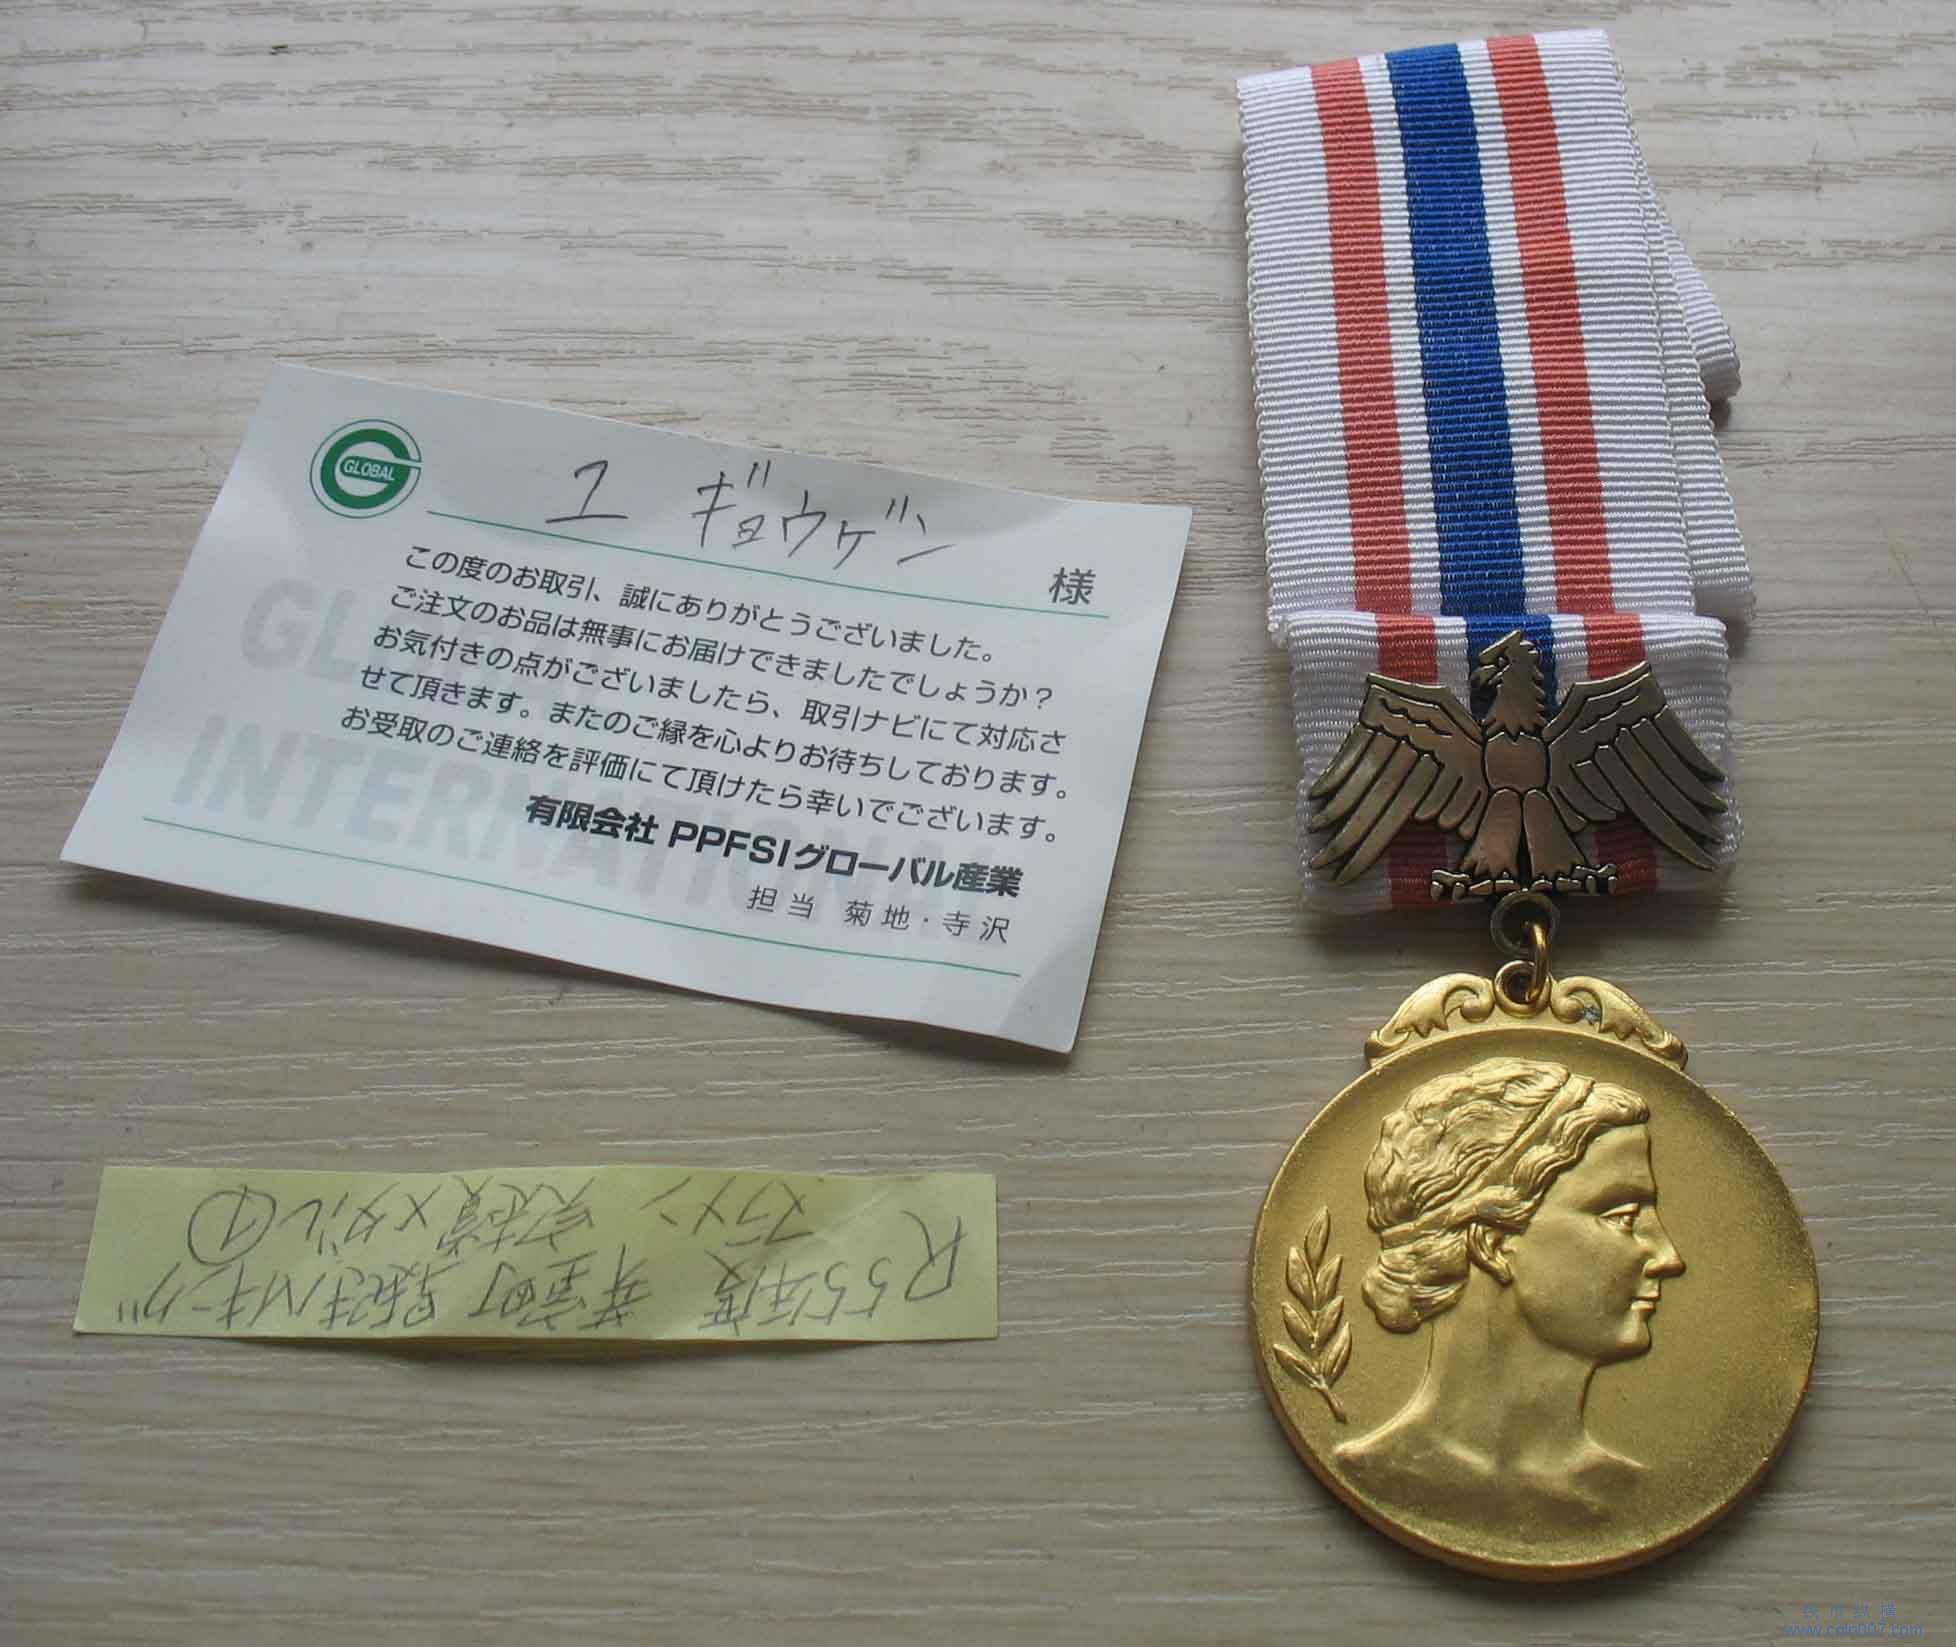 GLOBAL
ユ ギョウゲン 様
この度のお取引、誠にありがとうございました。
ご注文のお品は無事にお届けできましたでしょうか？
お気付きの点がございましたら、取引ナビにて対応さ
せて頂きます。またのご縁を心よりお待ちしております。
お受取のご連絡を評価にて頂けたら幸いでございます。
有限会社 PPFSIグローバル産業
担当 菊地・寺沢
GLOBAL
INTERNATIONAL
www.coin007.com